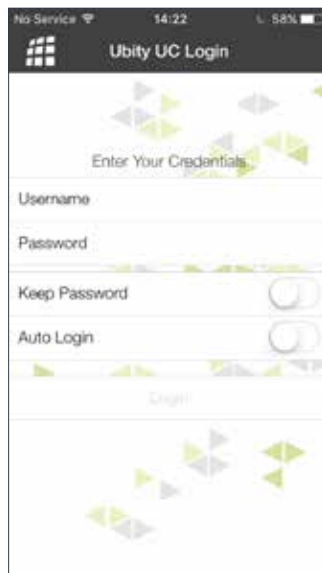 No Service 14:22 58%
Ubity UC Login
Enter Your Credentials...
Username
Password
Keep Password
Auto Login
Login